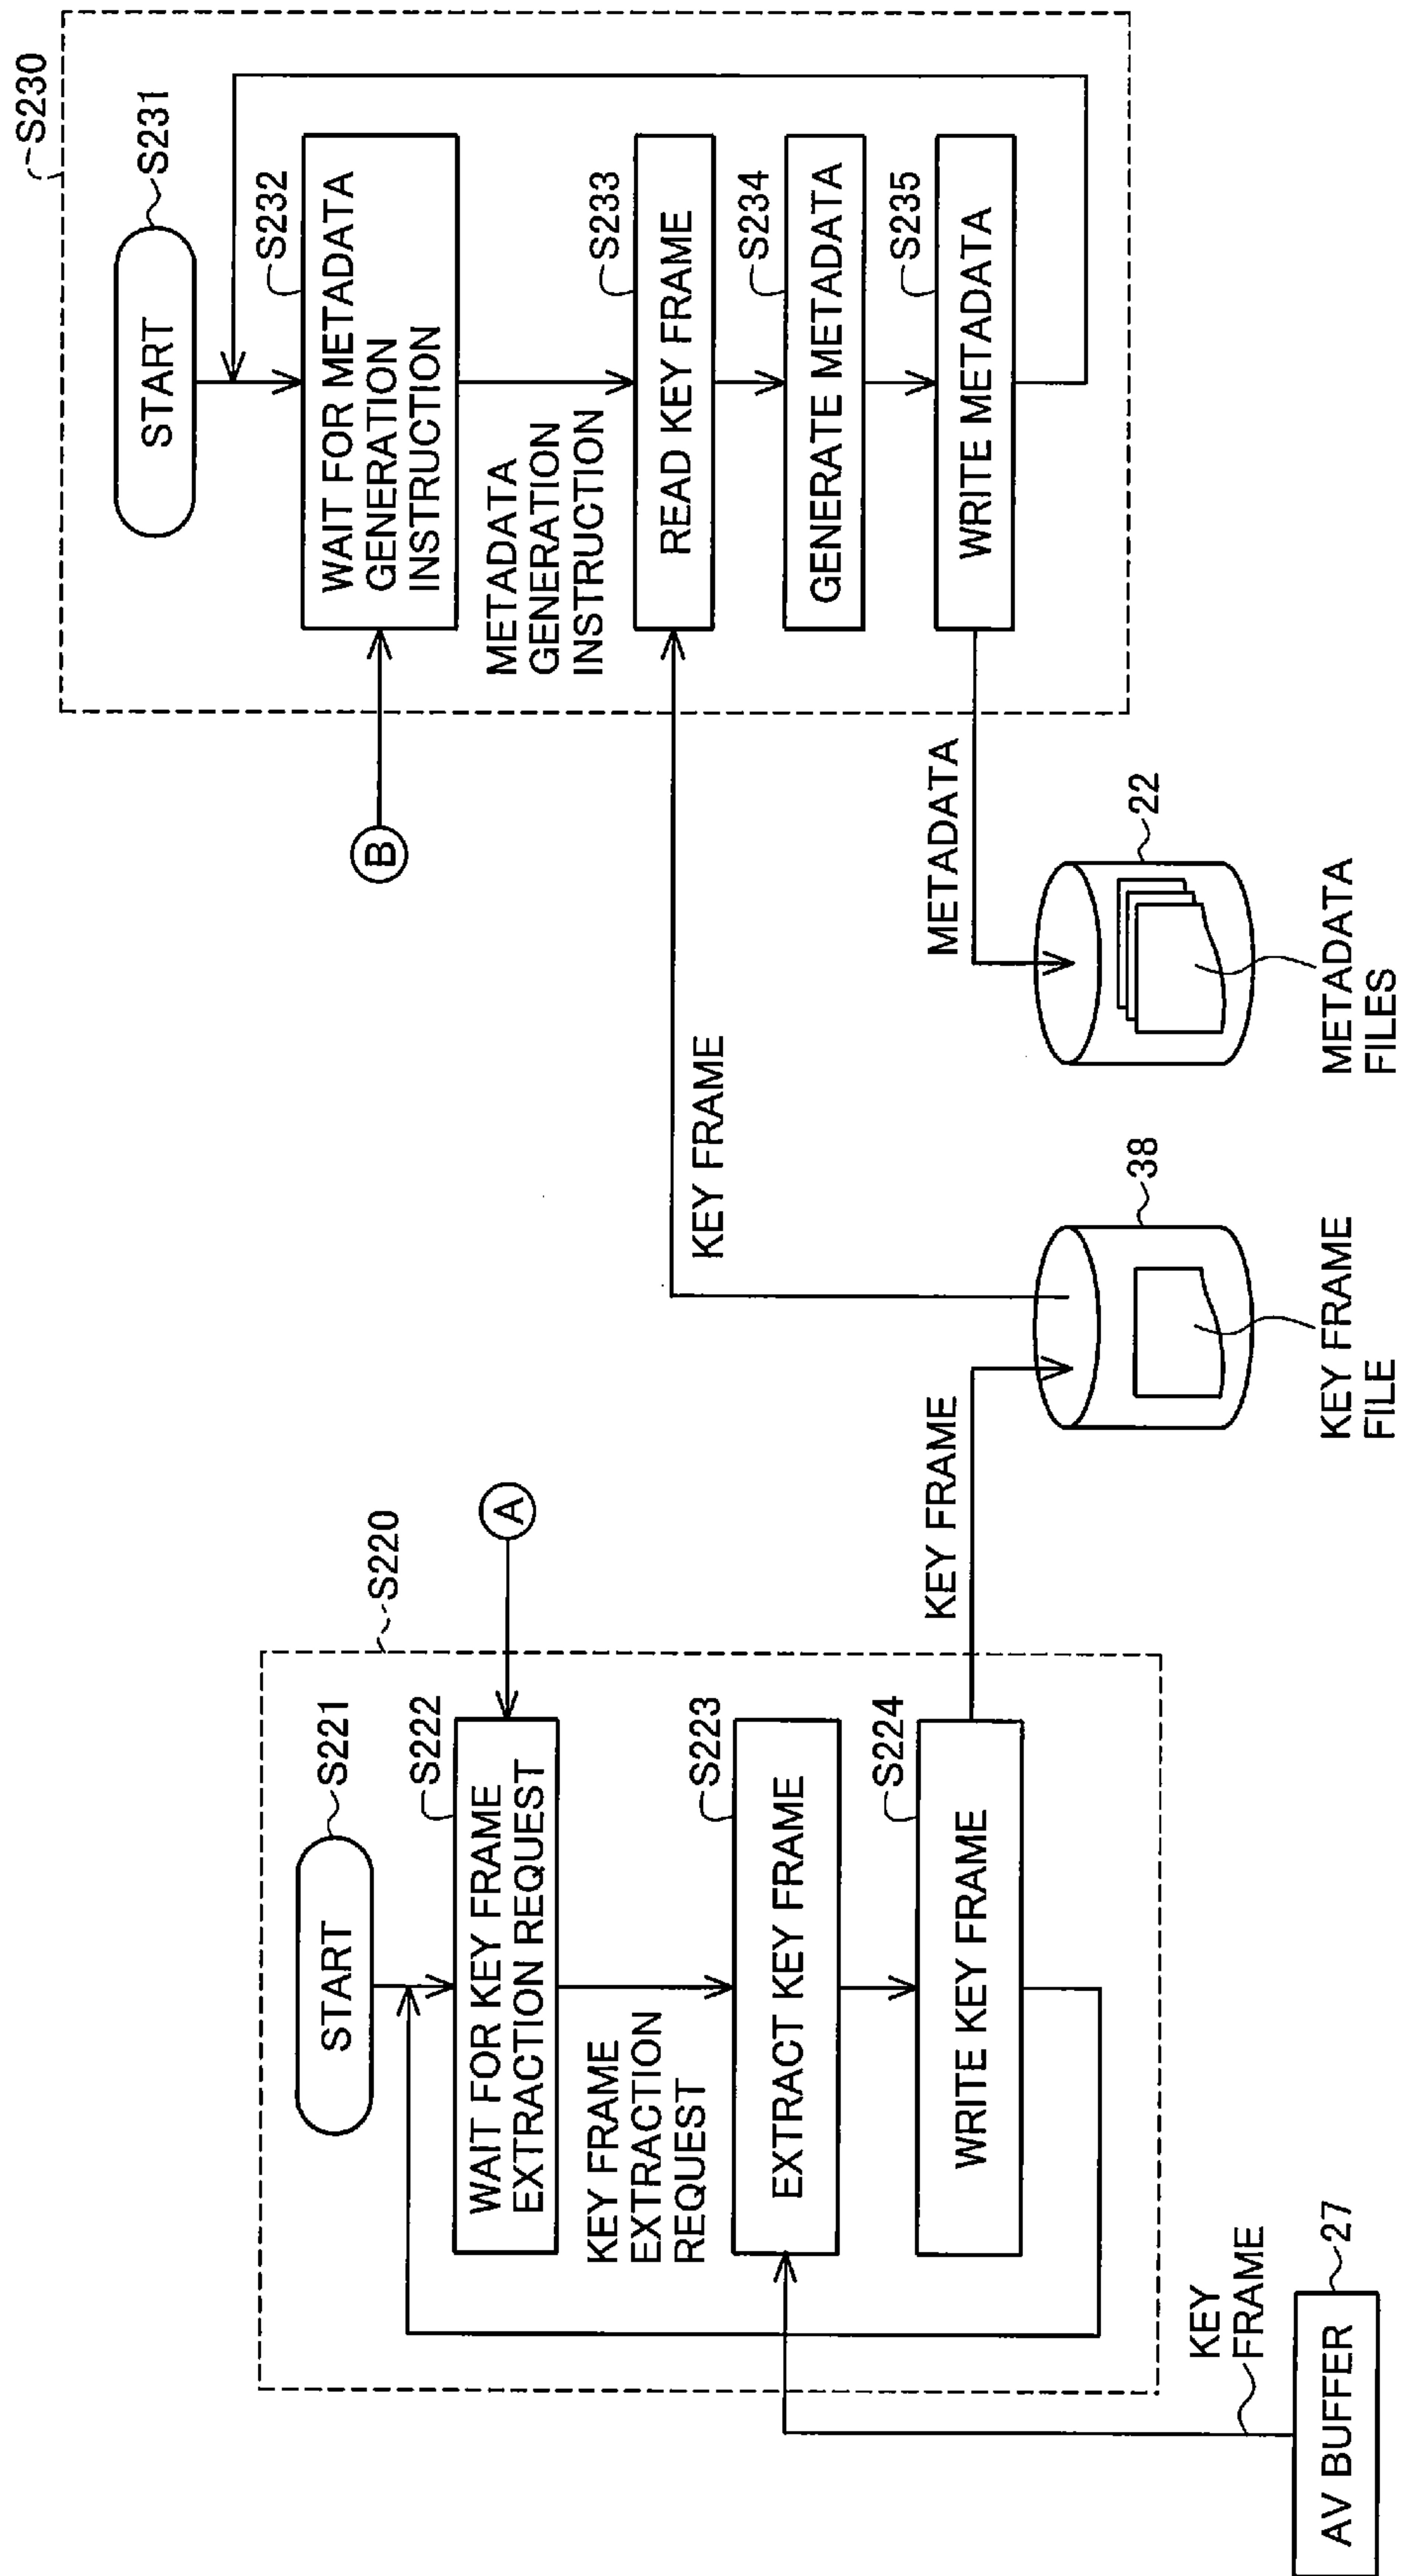 S220
S221
START
S222
WAIT FOR KEY FRAME
EXTRACTION REQUEST
A
KEY FRAME
EXTRACTION
REQUEST
S223
EXTRACT KEY FRAME
S224
WRITE KEY FRAME
KEY
FRAME
27
AV BUFFER
KEY FRAME
38
KEY FRAME
FILE
KEY FRAME
S230
S231
START
S232
WAIT FOR METADATA
GENERATION
INSTRUCTION
B
METADATA
GENERATION
INSTRUCTION
S233
READ KEY FRAME
S234
GENERATE METADATA
S235
WRITE METADATA
METADATA
22
METADATA
FILES